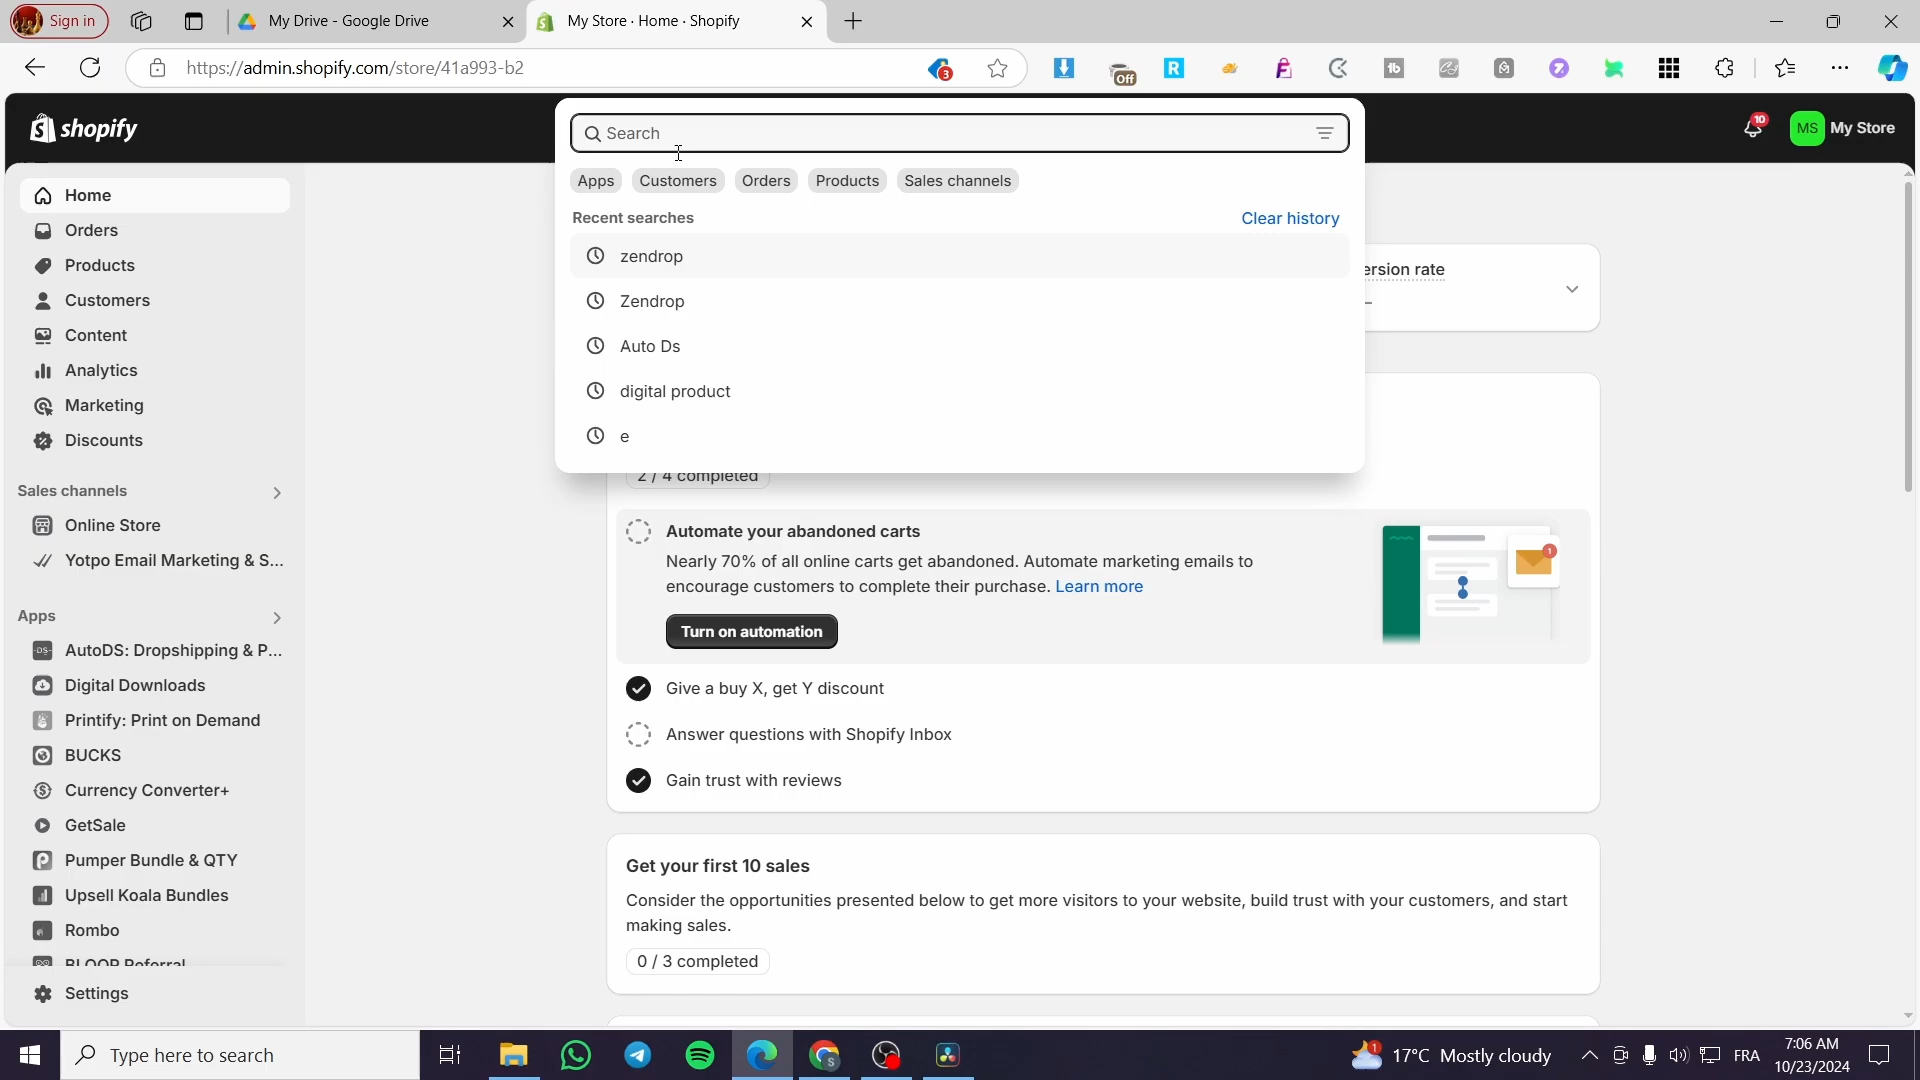 Sign in
My Drive - Google Drive
My Store · Home · Shopify
https://admin.shopify.com/store/41a993-b2
3
Off
R
tb
shopify
Search
10
MS My Store
Apps Customers Orders Products Sales channels
Recent searches
Clear history
zendrop
Zendrop
Auto Ds
digital product
e
ersion rate
Home
Orders
Products
Customers
Content
Analytics
Marketing
Discounts
Sales channels
Online Store
Yotpo Email Marketing & S...
Apps
AutoDS: Dropshipping & P...
Digital Downloads
Printify: Print on Demand
BUCKS
Currency Converter+
GetSale
Pumper Bundle & QTY
Upsell Koala Bundles
Rombo
BLOOP Referral
Settings
2 / 4 completed
Automate your abandoned carts
Nearly 70% of all online carts get abandoned. Automate marketing emails to
encourage customers to complete their purchase. Learn more
Turn on automation
1
Give a buy X, get Y discount
Answer questions with Shopify Inbox
Gain trust with reviews
Get your first 10 sales
Consider the opportunities presented below to get more visitors to your website, build trust with your customers, and start
making sales.
0 / 3 completed
Type here to search
1
17°C Mostly cloudy
FRA
7:06 AM
10/23/2024